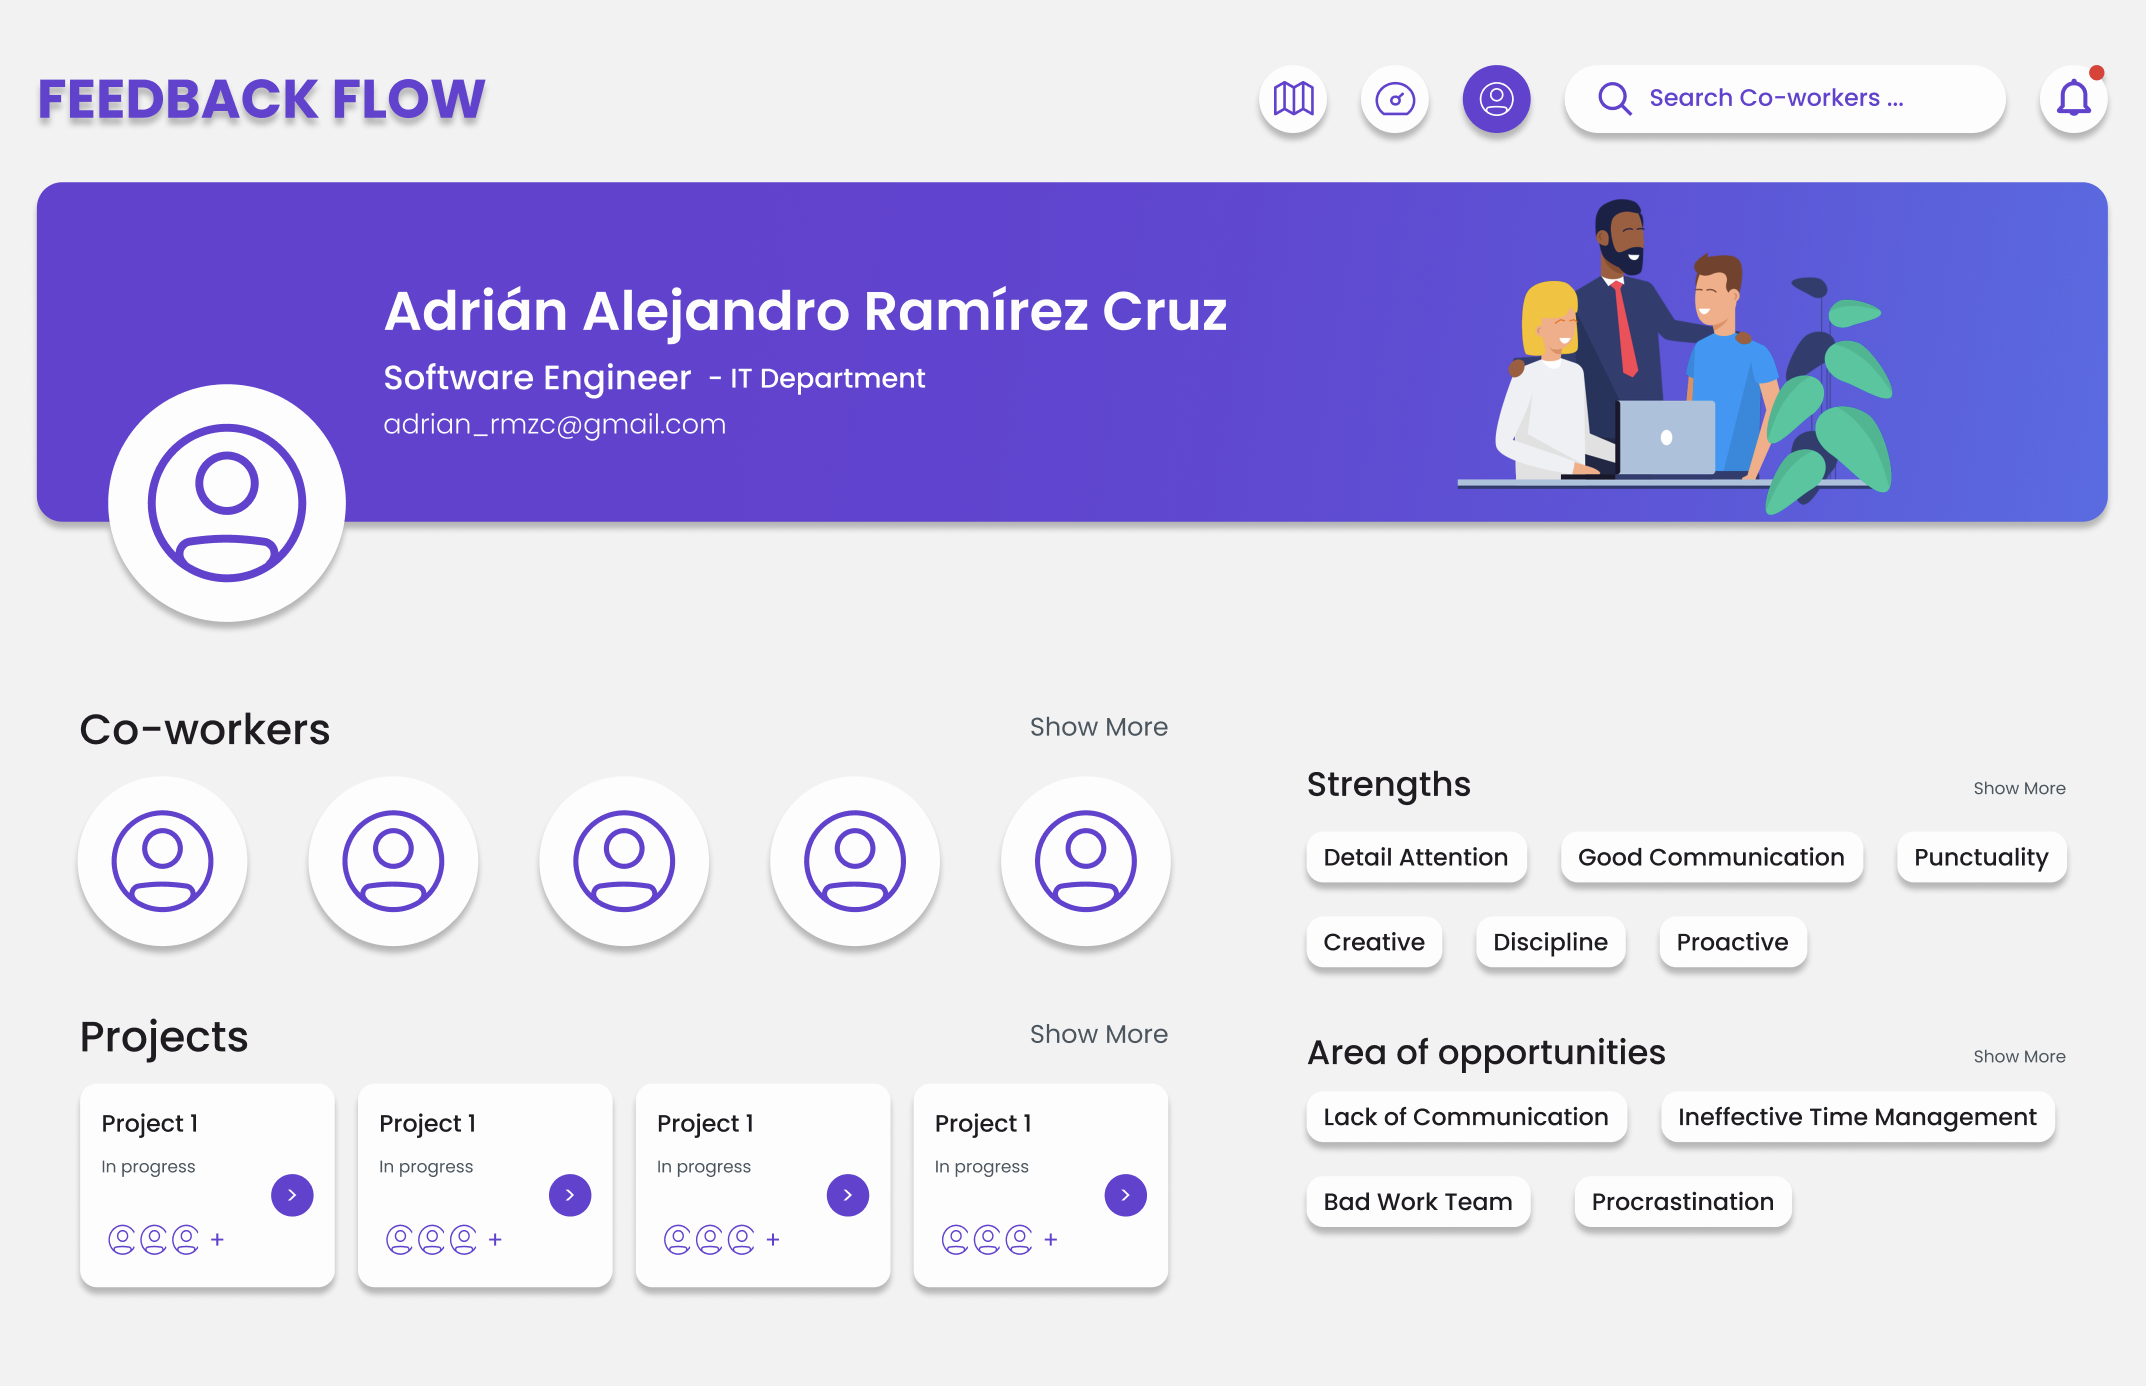 FEEDBACK FLOW
Search Co-workers ...
Adrián Alejandro Ramírez Cruz
Software Engineer - IT Department
adrian_rmzc@gmail.com
Co-workers
Show More
Projects
Show More
Project 1
In progress
>
+
Project 1
In progress
>
+
Project 1
In progress
>
+
Project 1
In progress
>
+
Strengths
Show More
Detail Attention
Good Communication
Punctuality
Creative
Discipline
Proactive
Area of opportunities
Show More
Lack of Communication
Ineffective Time Management
Bad Work Team
Procrastination